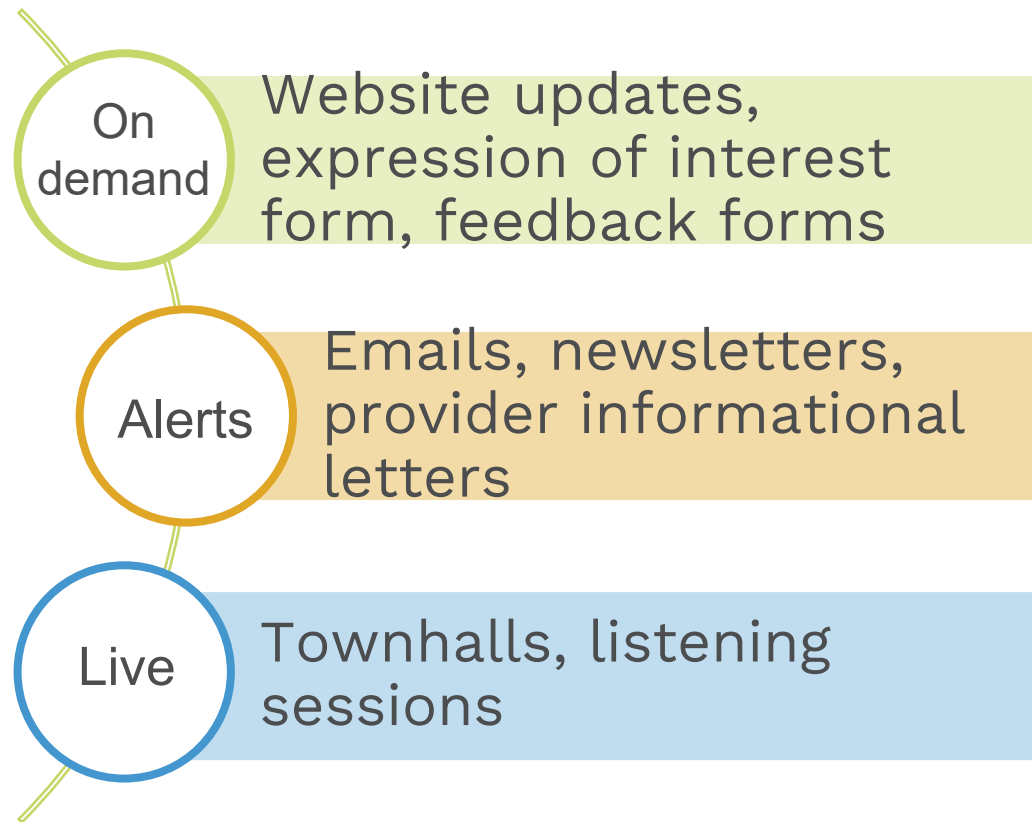 On
demand
Website updates,
expression of interest
form, feedback forms
Alerts
Emails, newsletters,
provider informational
letters
Live
Townhalls, listening
sessions